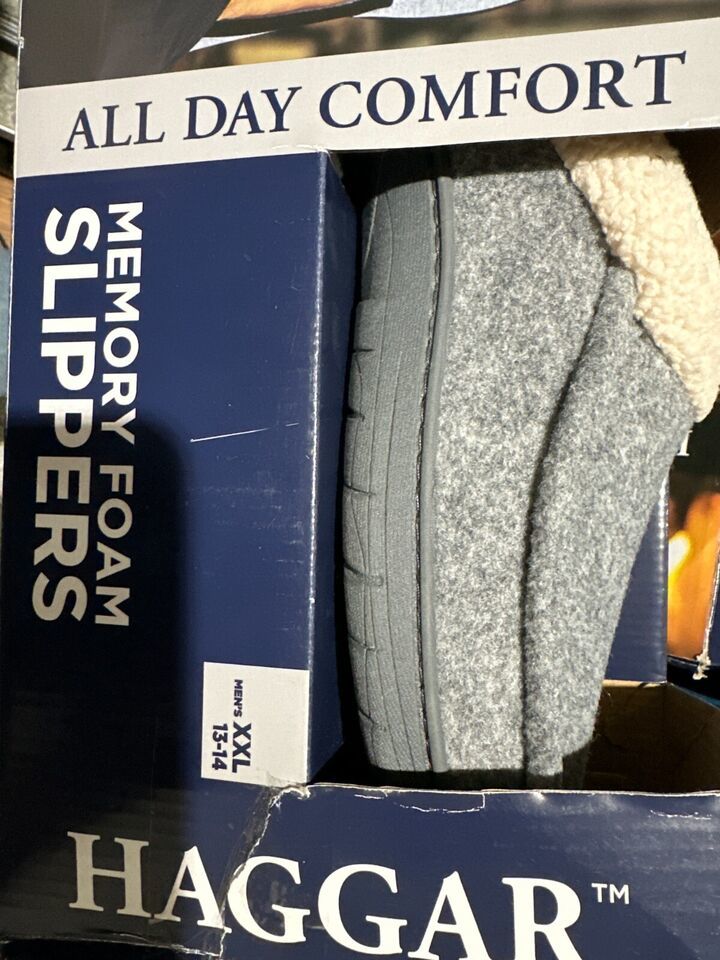 ALL DAY COMFORT
MEMORY FOAM
SLIPPERS
MEN'S XXL
13-14
HAGGAR™